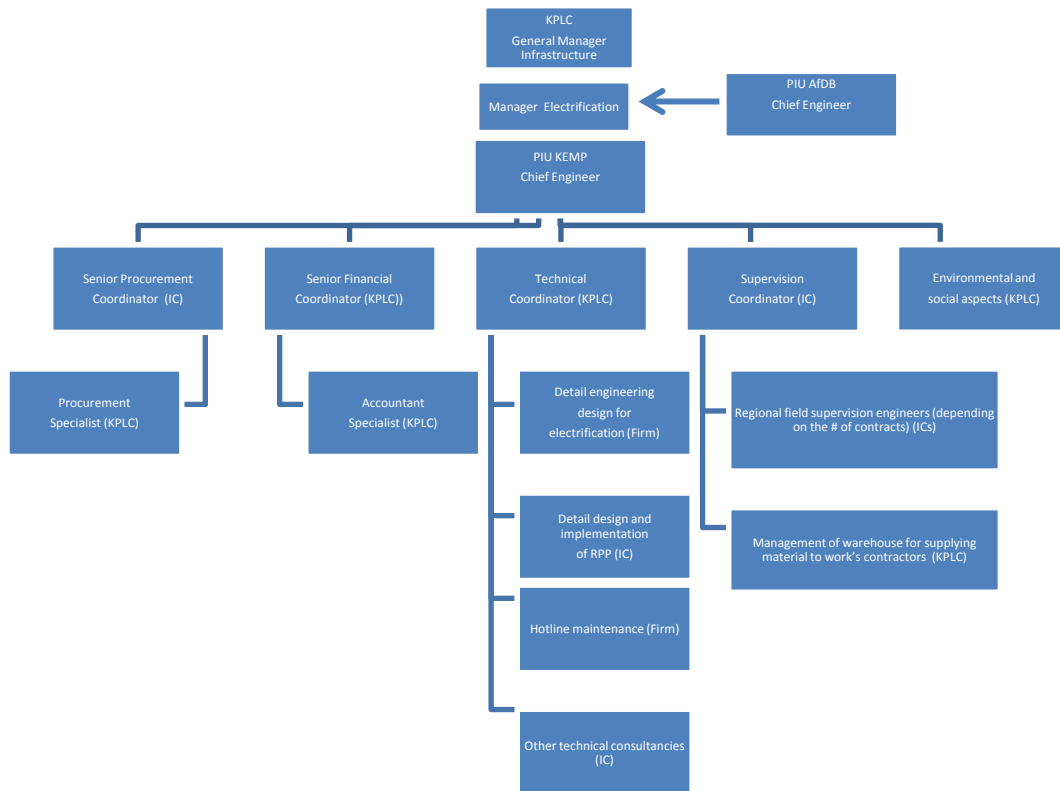 KPLC
General Manager
Infrastructure
Manager Electrification
PIU AfDB
Chief Engineer
PIU KEMP
Chief Engineer
Senior Procurement
Coordinator (IC)
Senior Financial
Coordinator (KPLC))
Technical
Coordinator (KPLC)
Supervision
Coordinator (IC)
Environmental and
social aspects (KPLC)
Procurement
Specialist (KPLC)
Accountant
Specialist (KPLC)
Detail engineering
design for
electrification (Firm)
Regional field supervision engineers (depending
on the # of contracts) (ICs)
Detail design and
implementation
of RPP (IC)
Management of warehouse for supplying
material to work's contractors (KPLC)
Hotline maintenance (Firm)
Other technical consultancies
(IC)